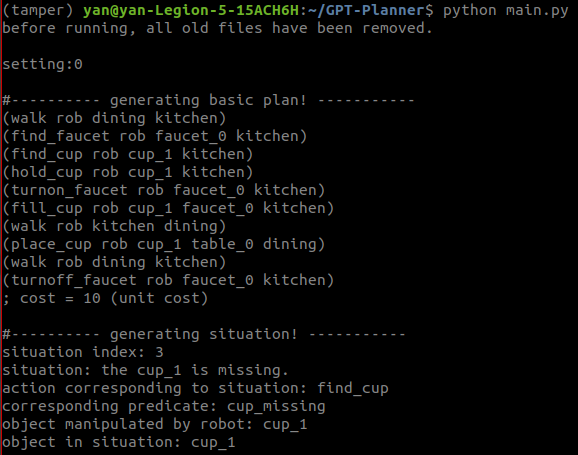 (tamper) yan@yan-Legion-5-15ACH6H:~/GPT-Planner$ python main.py
before running, all old files have been removed.
setting:0
#---------- generating basic plan! -----------
(walk rob dining kitchen)
(find_faucet rob faucet_0 kitchen)
(find_cup rob cup_1 kitchen)
(hold_cup rob cup_1 kitchen)
(turnon_faucet rob faucet_0 kitchen)
(fill_cup rob cup_1 faucet_0 kitchen)
(walk rob kitchen dining)
(place_cup rob cup_1 table_0 dining)
(walk rob dining kitchen)
(turnoff_faucet rob faucet_0 kitchen)
; cost = 10 (unit cost)
#---------- generating situation! -----------
situation index: 3
situation: the cup_1 is missing.
action corresponding to situation: find_cup
corresponding predicate: cup_missing
object manipulated by robot: cup_1
object in situation: cup_1